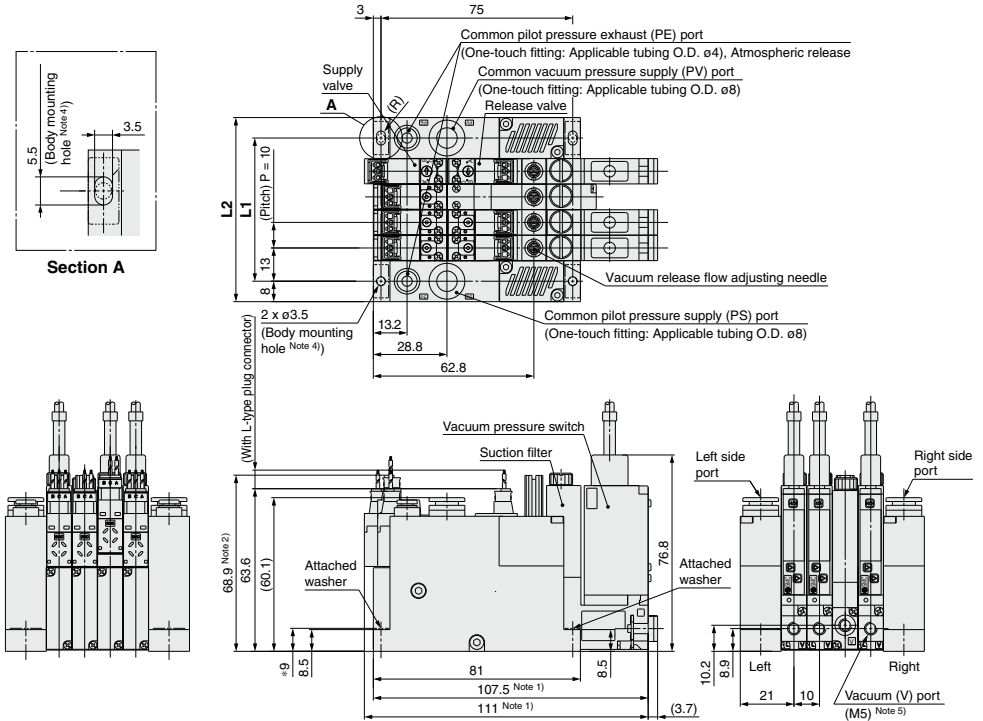 3
75
Common pilot pressure exhaust (PE) port
(One-touch fitting: Applicable tubing O.D. ø4), Atmospheric release
Supply
valve
Common vacuum pressure supply (PV) port
(One-touch fitting: Applicable tubing O.D. ø8)
A
(R)
Release valve
5.5
(Body mounting
hole Note 4))
3.5
Section A
L2
L1
(Pitch) P = 10
13
8
Vacuum release flow adjusting needle
2 x ø3.5
(Body mounting
hole Note 4))
13.2
28.8
62.8
Common pilot pressure supply (PS) port
(One-touch fitting: Applicable tubing O.D. ø8)
(With L-type plug connector)
Vacuum pressure switch
Suction filter
68.9 Note 2)
63.6
(60.1)
Attached
washer
76.8
Attached
washer
*9
8.5
8.5
81
107.5 Note 1)
111 Note 1)
(3.7)
Left side
port
Right side
port
10.2
8.9
Left
Right
21
10
Vacuum (V) port
(M5) Note 5)